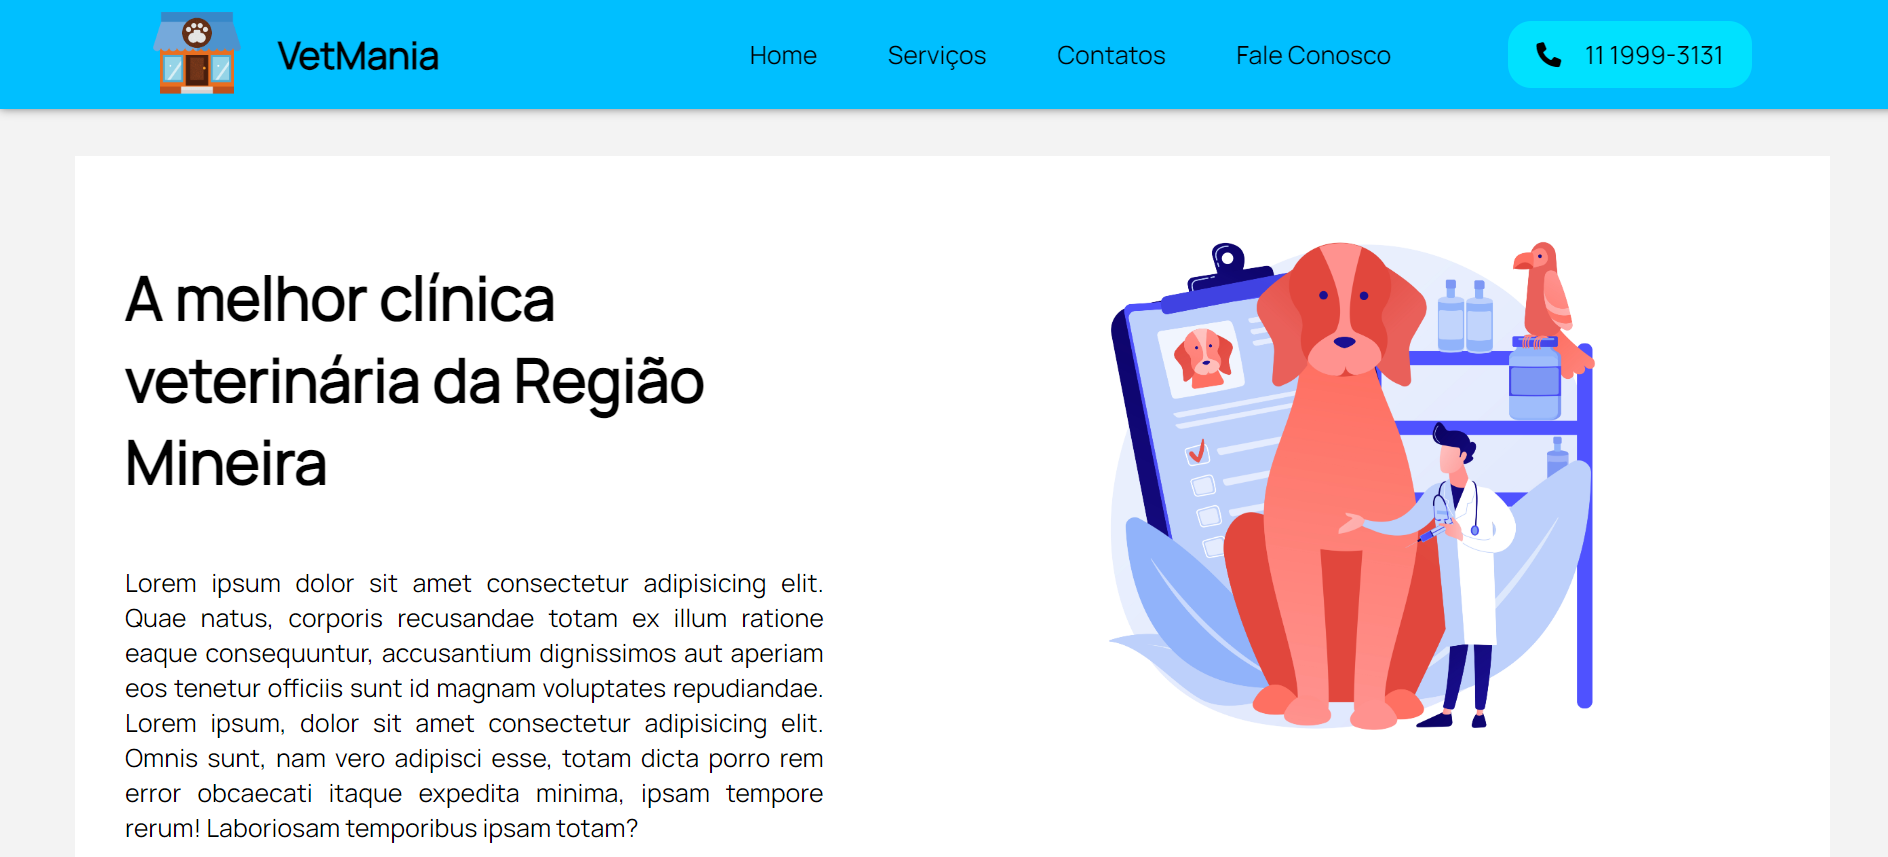 VetMania
Home
Serviços
Contatos
Fale Conosco
11 1999-3131
A melhor clínica
veterinária da Região
Mineira
Lorem ipsum dolor sit amet consectetur adipisicing elit.
Quae natus, corporis recusandae totam ex illum ratione
eaque consequuntur, accusantium dignissimos aut aperiam
eos tenetur officiis sunt id magnam voluptates repudiandae.
Lorem ipsum, dolor sit amet consectetur adipisicing elit.
Omnis sunt, nam vero adipisci esse, totam dicta porro rem
error obcaecati itaque expedita minima, ipsam tempore
rerum! Laboriosam temporibus ipsam totam?